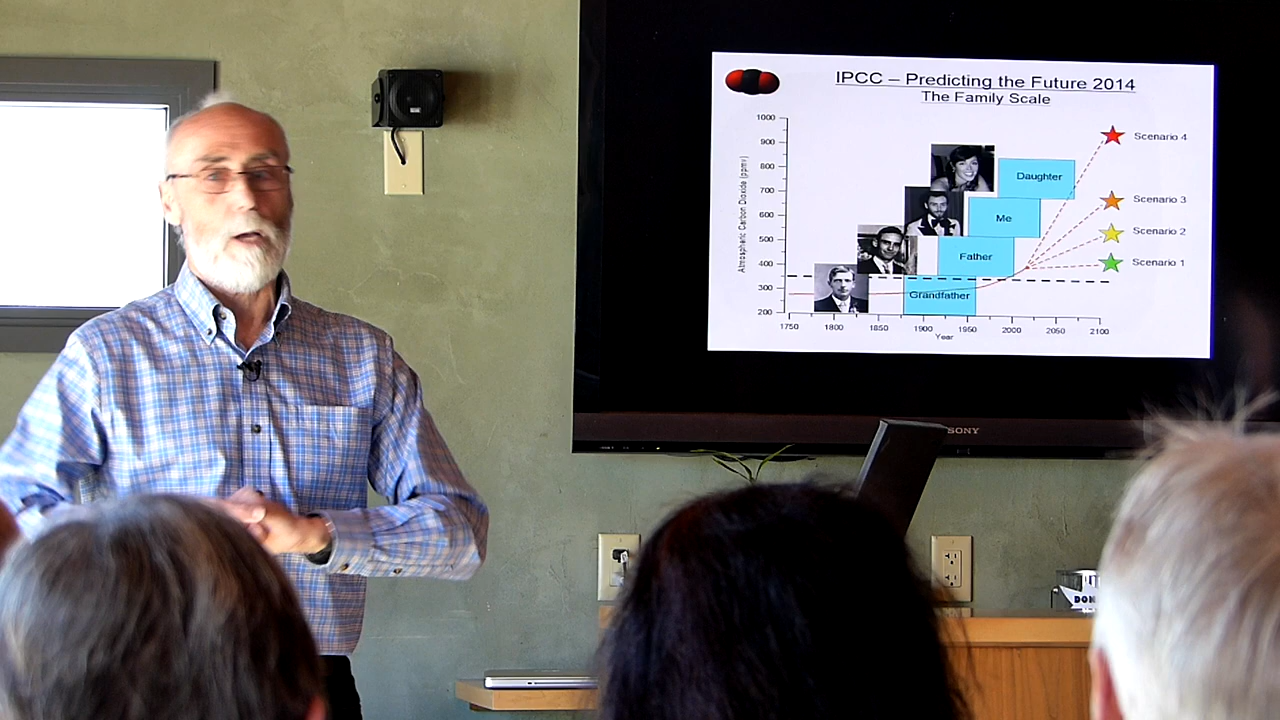 IPCC – Predicting the Future 2014
The Family Scale
1000
900
800
700
600
500
400
300
200
Atmospheric Carbon Dioxide (ppmv)
Scenario 4
Scenario 3
Scenario 2
Scenario 1
Daughter
Me
Father
Grandfather
1750
1800
1850
1900
1950
2000
2050
2100
Year
SONY
DON